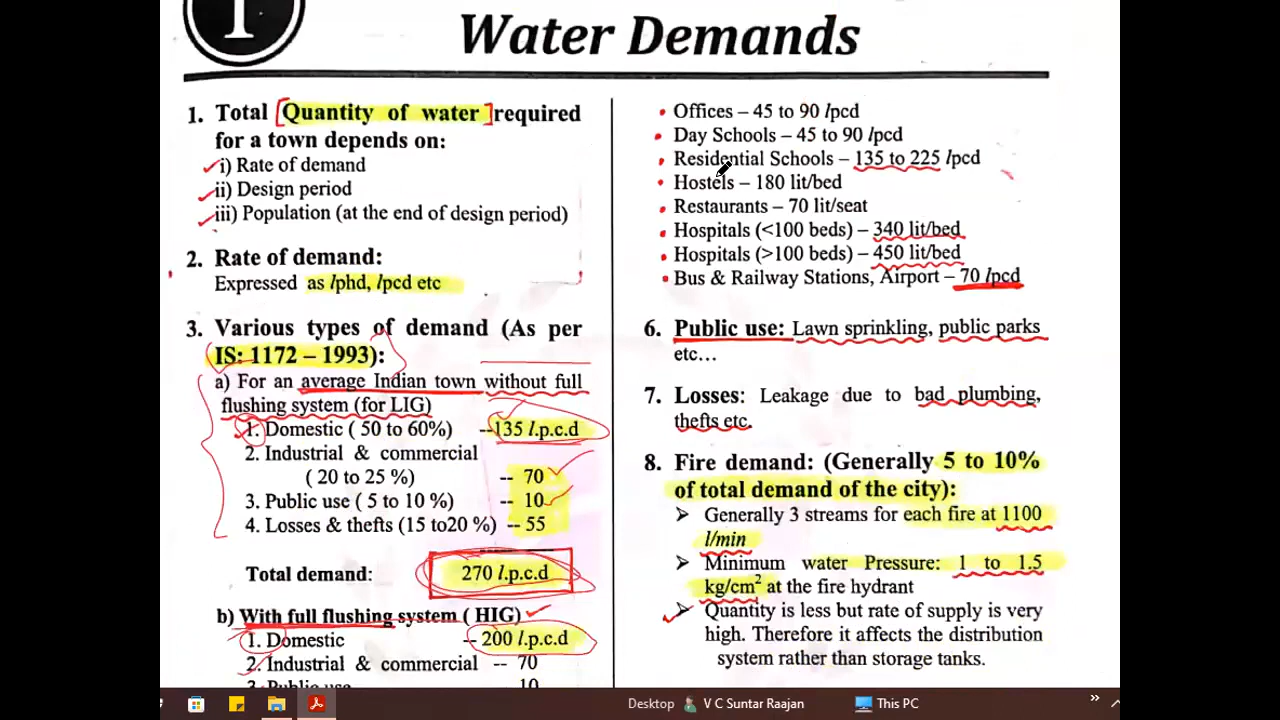 1
Water Demands
1. Total [Quantity of water] required
for a town depends on:
i) Rate of demand
ii) Design period
iii) Population (at the end of design period)
2. Rate of demand:
Expressed as lphd, lpcd etc
3. Various types of demand (As per
IS: 1172 – 1993):
a) For an average Indian town without full
flushing system (for LIG)
1. Domestic ( 50 to 60%) --135 l.p.c.d
2. Industrial & commercial
( 20 to 25 %) -- 70
3. Public use ( 5 to 10 %) -- 10
4. Losses & thefts (15 to20 %) -- 55
Total demand: 270 l.p.c.d
b) With full flushing system ( HIG)
1. Domestic -- 200 l.p.c.d
2. Industrial & commercial -- 70
3. Public use 10
• Offices – 45 to 90 lpcd
• Day Schools – 45 to 90 lpcd
• Residential Schools – 135 to 225 lpcd
• Hostels – 180 lit/bed
• Restaurants – 70 lit/seat
• Hospitals (<100 beds) – 340 lit/bed
• Hospitals (>100 beds) – 450 lit/bed
• Bus & Railway Stations, Airport – 70 lpcd
6. Public use: Lawn sprinkling, public parks
etc...
7. Losses: Leakage due to bad plumbing,
thefts etc.
8. Fire demand: (Generally 5 to 10%
of total demand of the city):
➢ Generally 3 streams for each fire at 1100
l/min
➢ Minimum water Pressure: 1 to 1.5
kg/cm² at the fire hydrant
➢ Quantity is less but rate of supply is very
high. Therefore it affects the distribution
system rather than storage tanks.
Desktop V C Suntar Raajan This PC »